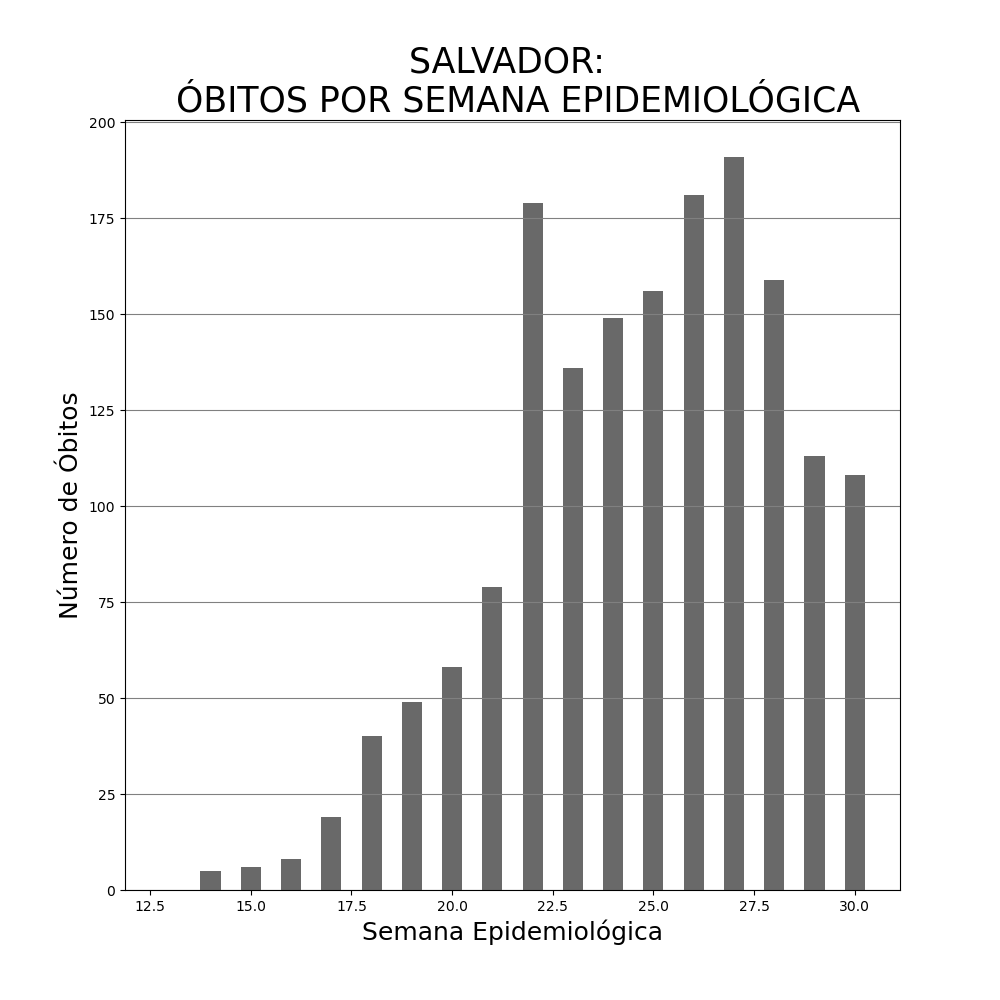 SALVADOR:
ÓBITOS POR SEMANA EPIDEMIOLÓGICA
200
175
150
125
100
75
50
25
0
Número de Óbitos
12.5 15.0 17.5 20.0 22.5 25.0 27.5 30.0
Semana Epidemiológica